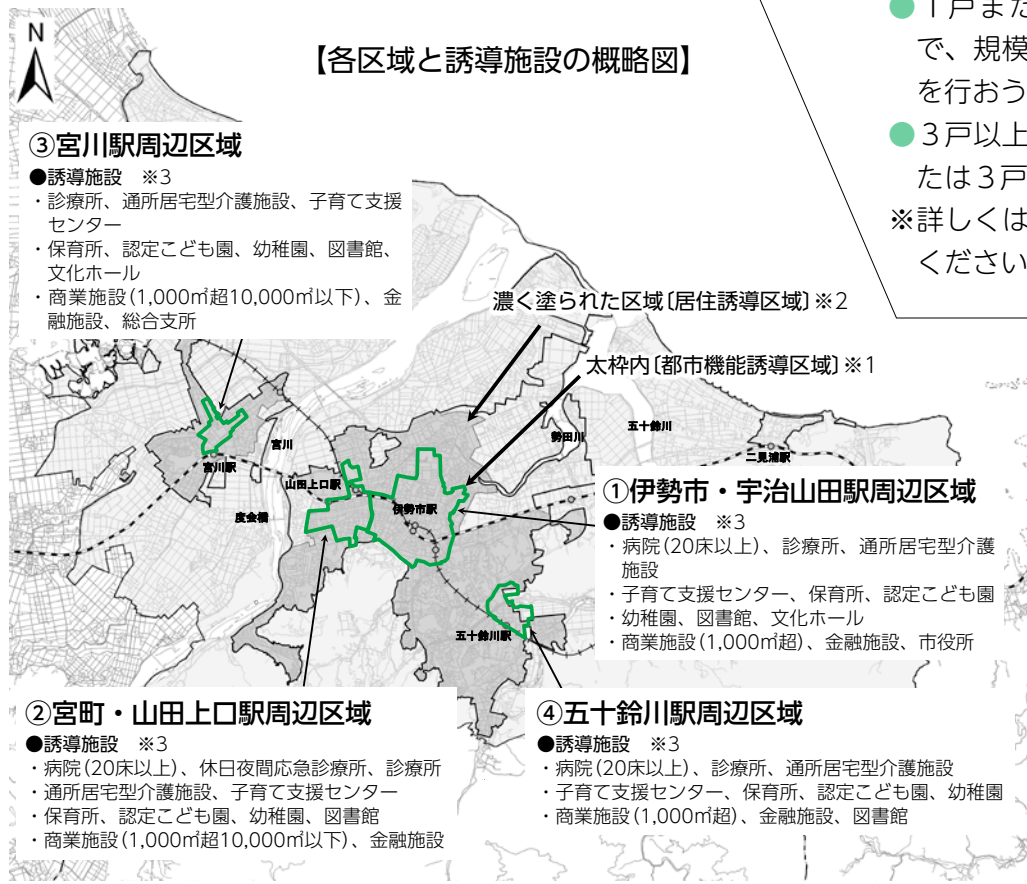 N
【各区域と誘導施設の概略図】
③宮川駅周辺区域
●誘導施設　※3
・診療所、通所居宅型介護施設、子育て支援
センター
・保育所、認定こども園、幼稚園、図書館、
文化ホール
・商業施設(1,000㎡超10,000㎡以下)、金
融施設、総合支所
で、規模
を行おう
●3戸以上
たは3戸
※詳しくは
ください
濃く塗られた区域〔居住誘導区域〕※2
太枠内〔都市機能誘導区域〕※1
勢田川
五十鈴川
二見浦駅
宮川
宮川駅
山田上口駅
度会橋
伊勢市駅
五十鈴川駅
①伊勢市・宇治山田駅周辺区域
●誘導施設　※3
・病院(20床以上)、診療所、通所居宅型介護
施設
・子育て支援センター、保育所、認定こども園
・幼稚園、図書館、文化ホール
・商業施設(1,000㎡超)、金融施設、市役所
②宮町・山田上口駅周辺区域
●誘導施設　※3
・病院(20床以上)、休日夜間応急診療所、診療所
・通所居宅型介護施設、子育て支援センター
・保育所、認定こども園、幼稚園、図書館
・商業施設(1,000㎡超10,000㎡以下)、金融施設
④五十鈴川駅周辺区域
●誘導施設　※3
・病院(20床以上)、診療所、通所居宅型介護施設
・子育て支援センター、保育所、認定こども園、幼稚園
・商業施設(1,000㎡超)、金融施設、図書館